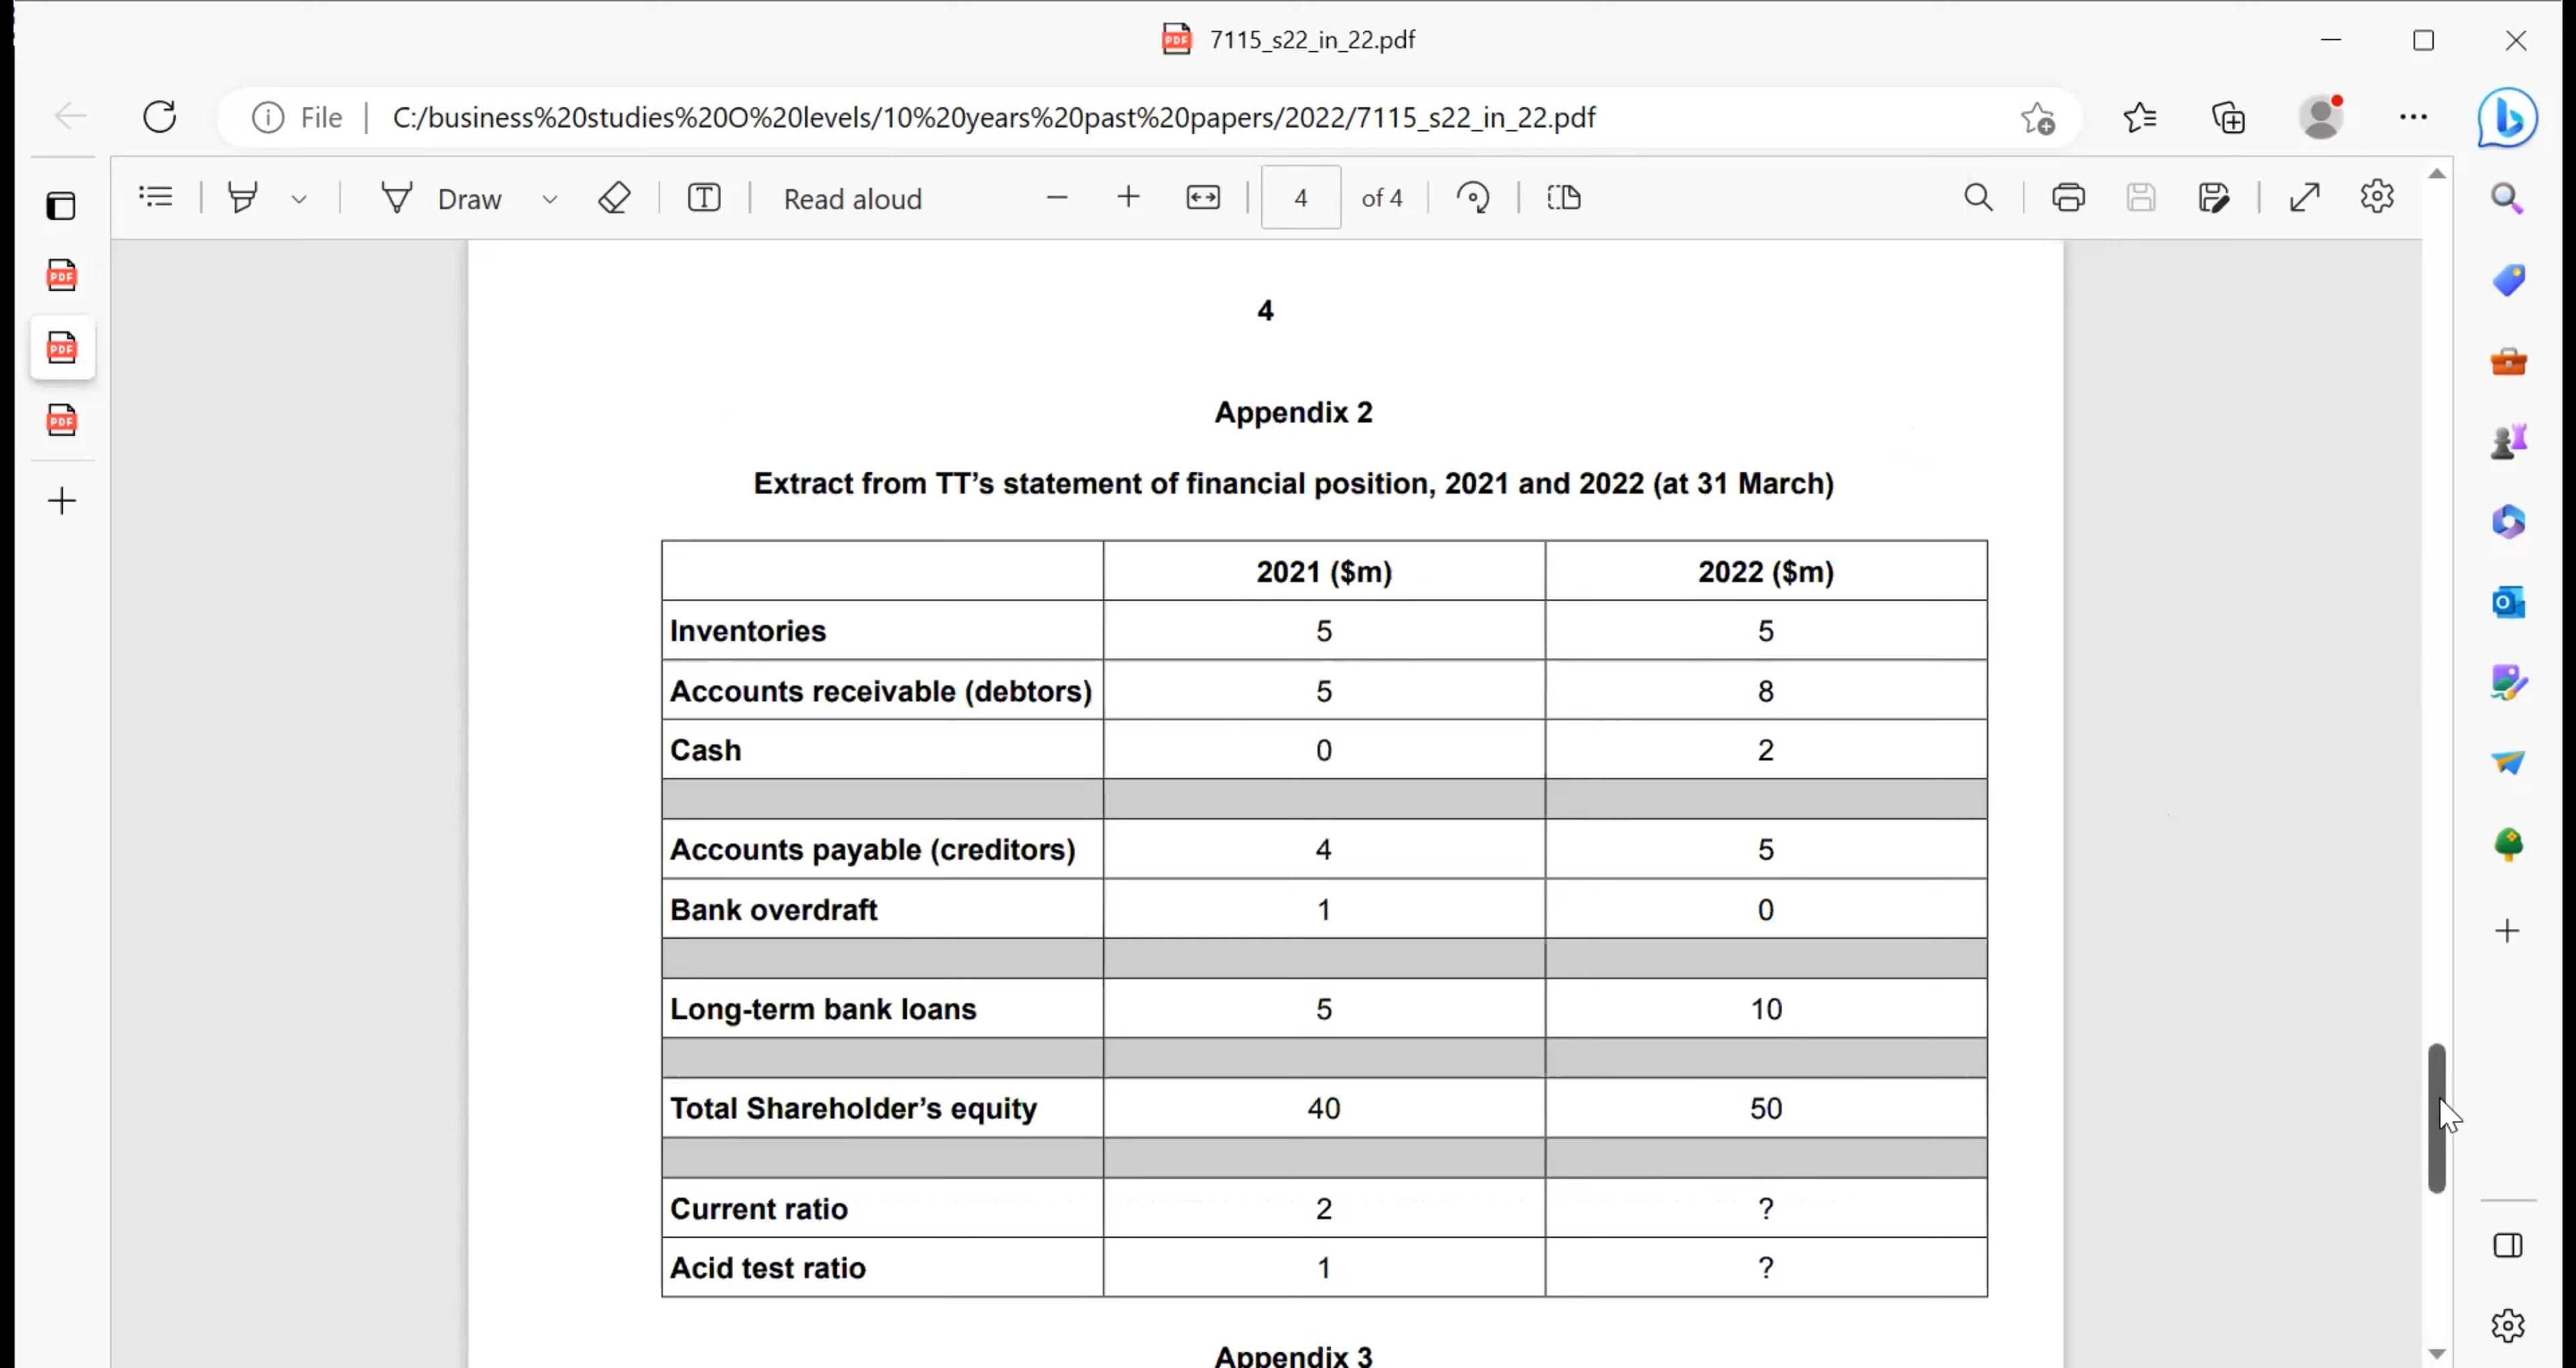 7115_s22_in_22.pdf
File C:/business%20studies%20O%20levels/10%20years%20past%20papers/2022/7115_s22_in_22.pdf
Draw Read aloud 4 of 4
4
Appendix 2
Extract from TT’s statement of financial position, 2021 and 2022 (at 31 March)
2021 ($m) 2022 ($m)
Inventories 5 5
Accounts receivable (debtors) 5 8
Cash 0 2
Accounts payable (creditors) 4 5
Bank overdraft 1 0
Long-term bank loans 5 10
Total Shareholder’s equity 40 50
Current ratio 2 ?
Acid test ratio 1 ?
Appendix 3